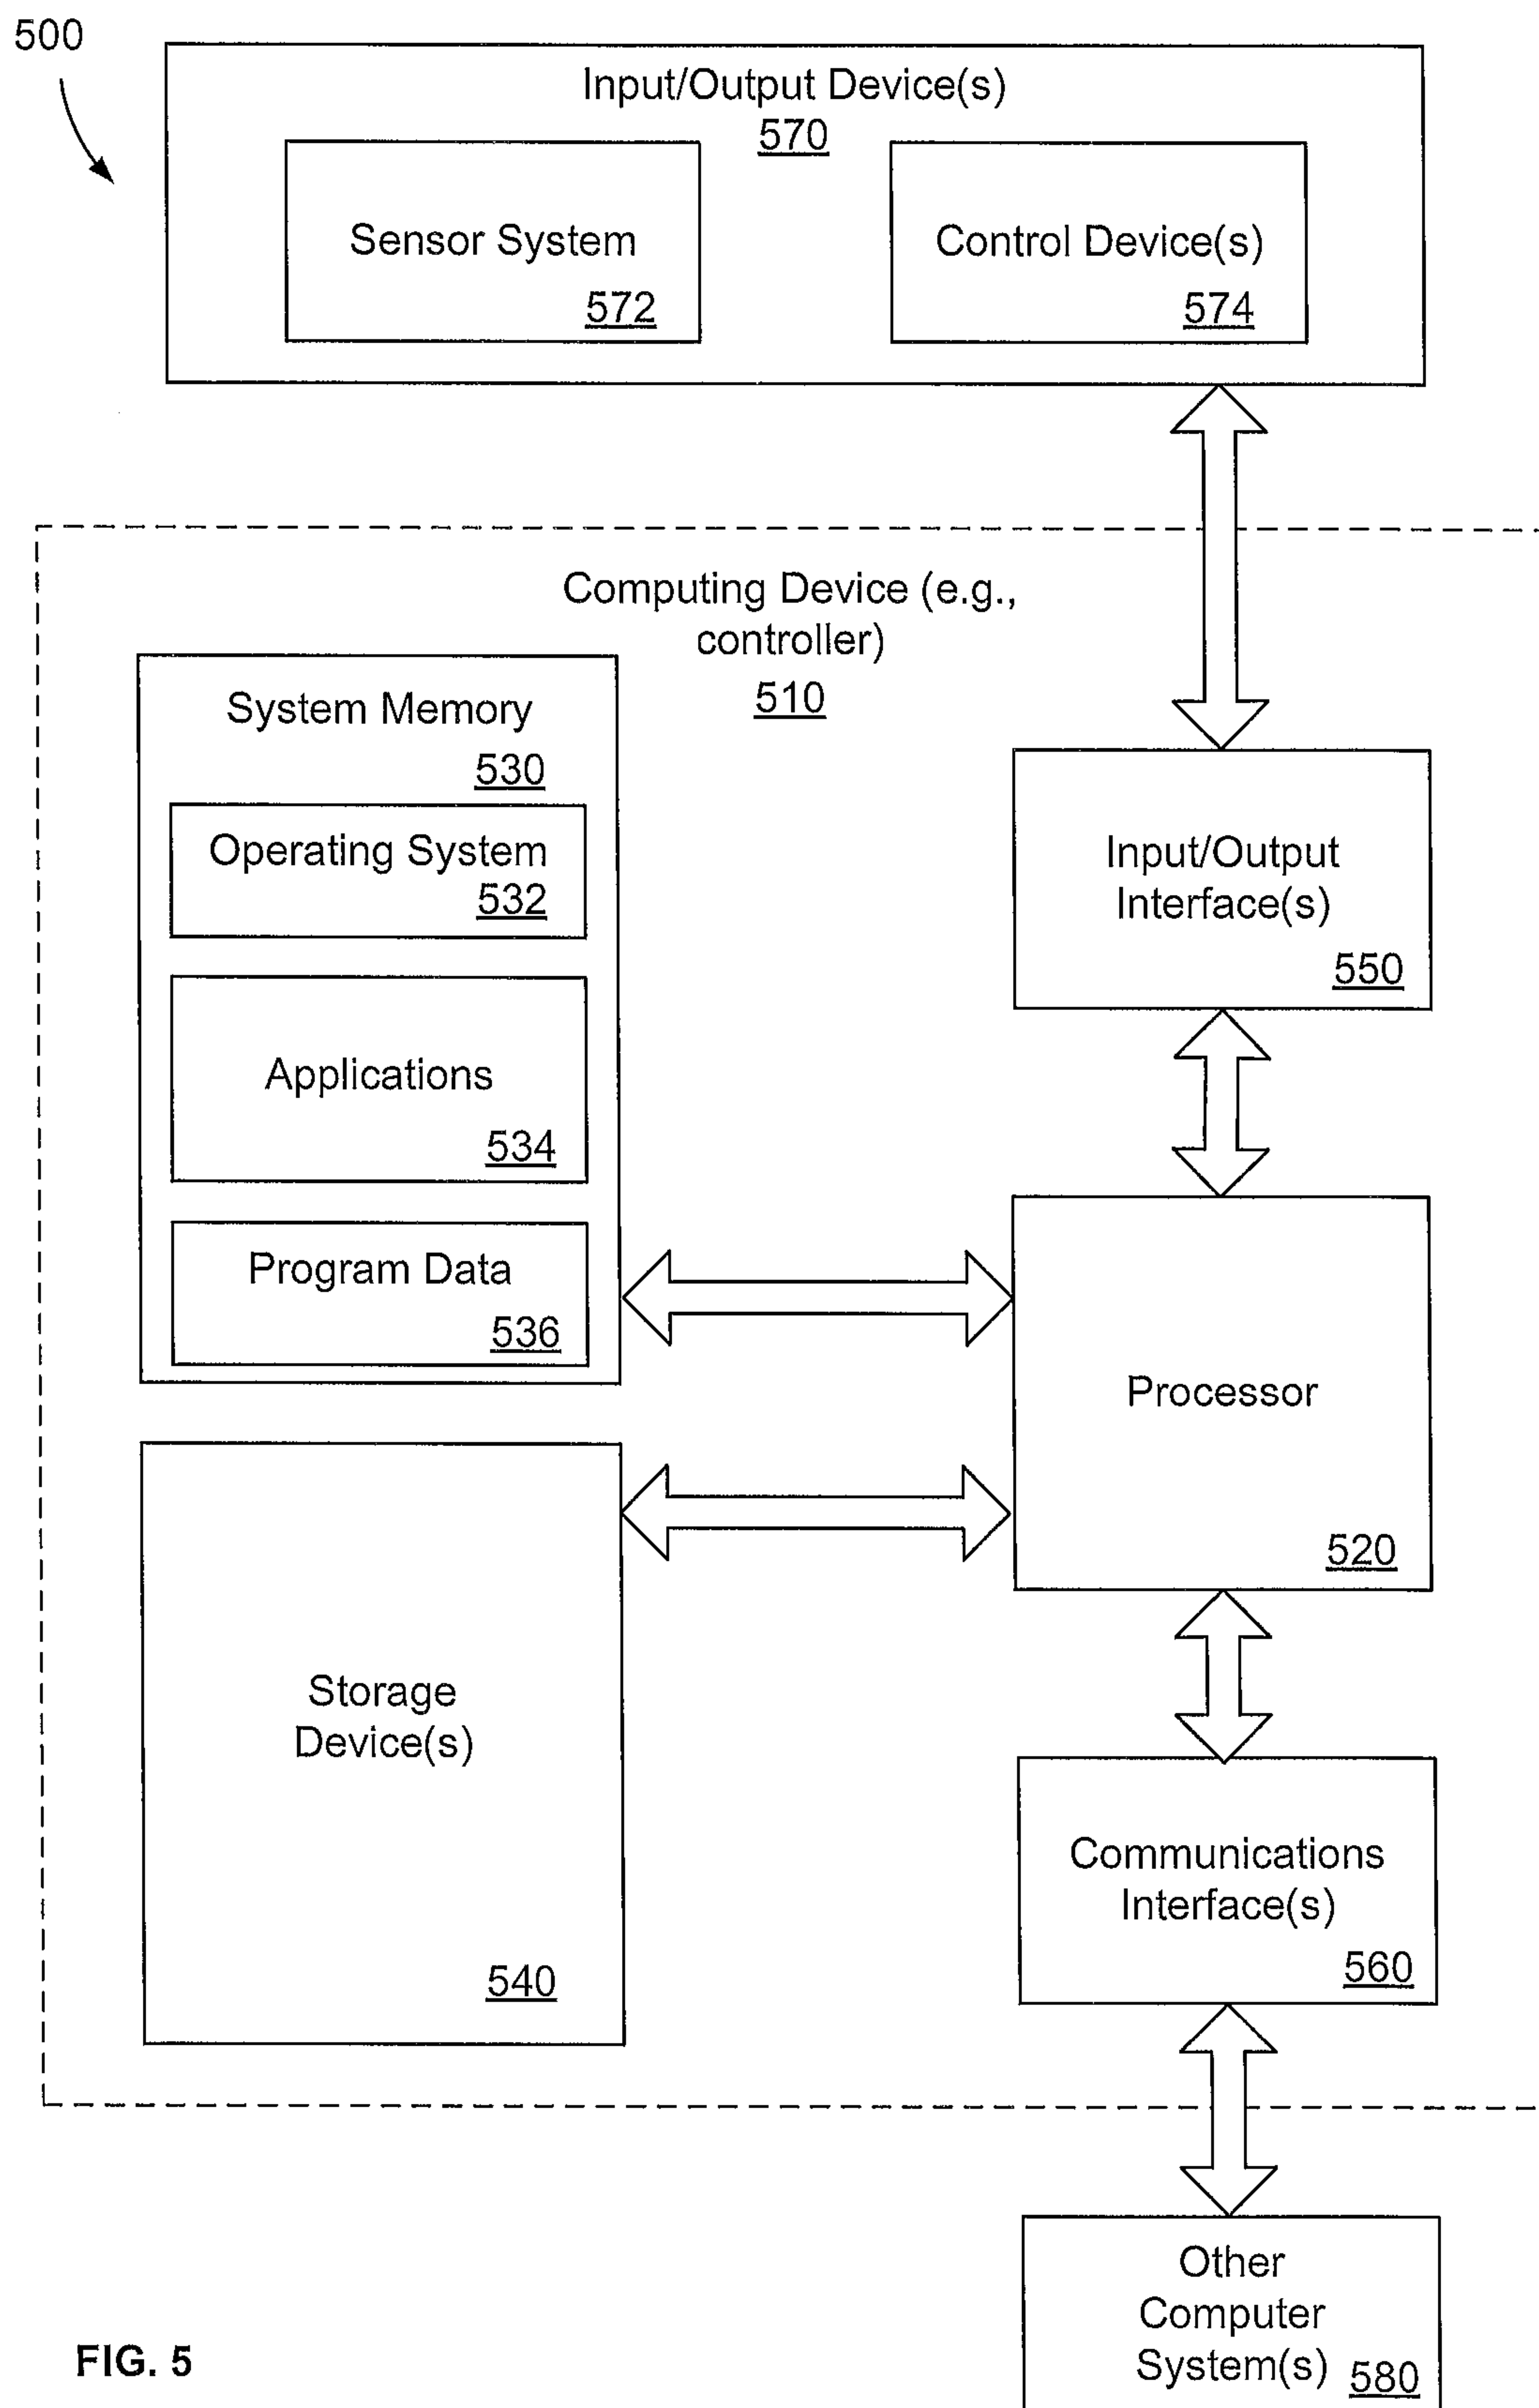 500
Input/Output Device(s)
570
Sensor System
572
Control Device(s)
574
Computing Device (e.g.,
controller)
510
System Memory
530
Operating System
532
Applications
534
Program Data
536
Input/Output
Interface(s)
550
Processor
520
Storage
Device(s)
540
Communications
Interface(s)
560
Other
Computer
System(s) 580
FIG. 5